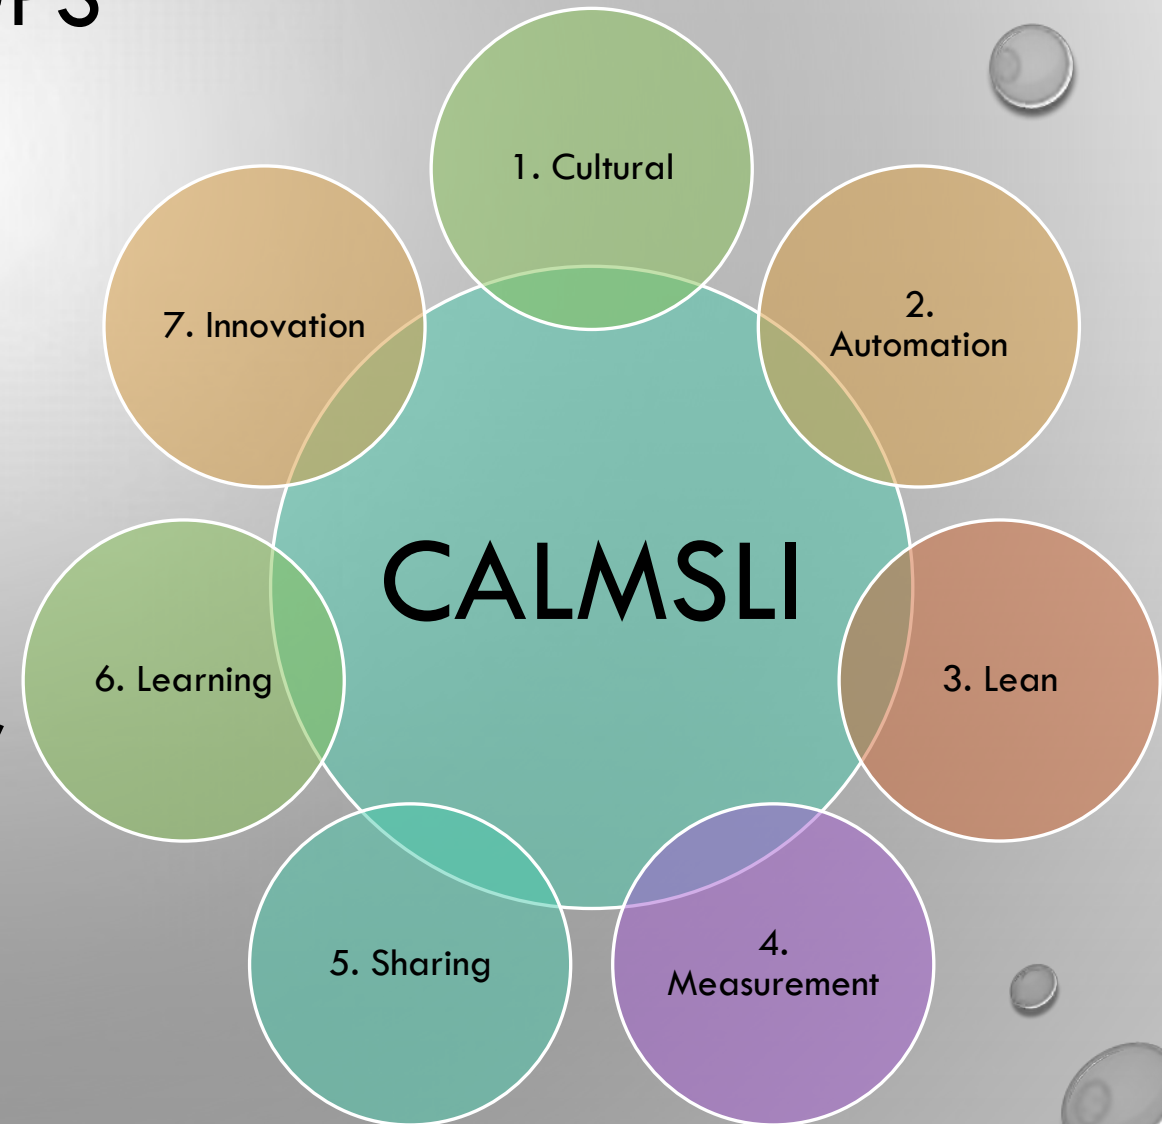 1. Cultural
2.
Automation
3. Lean
4.
Measurement
5. Sharing
6. Learning
7. Innovation
CALMSLI